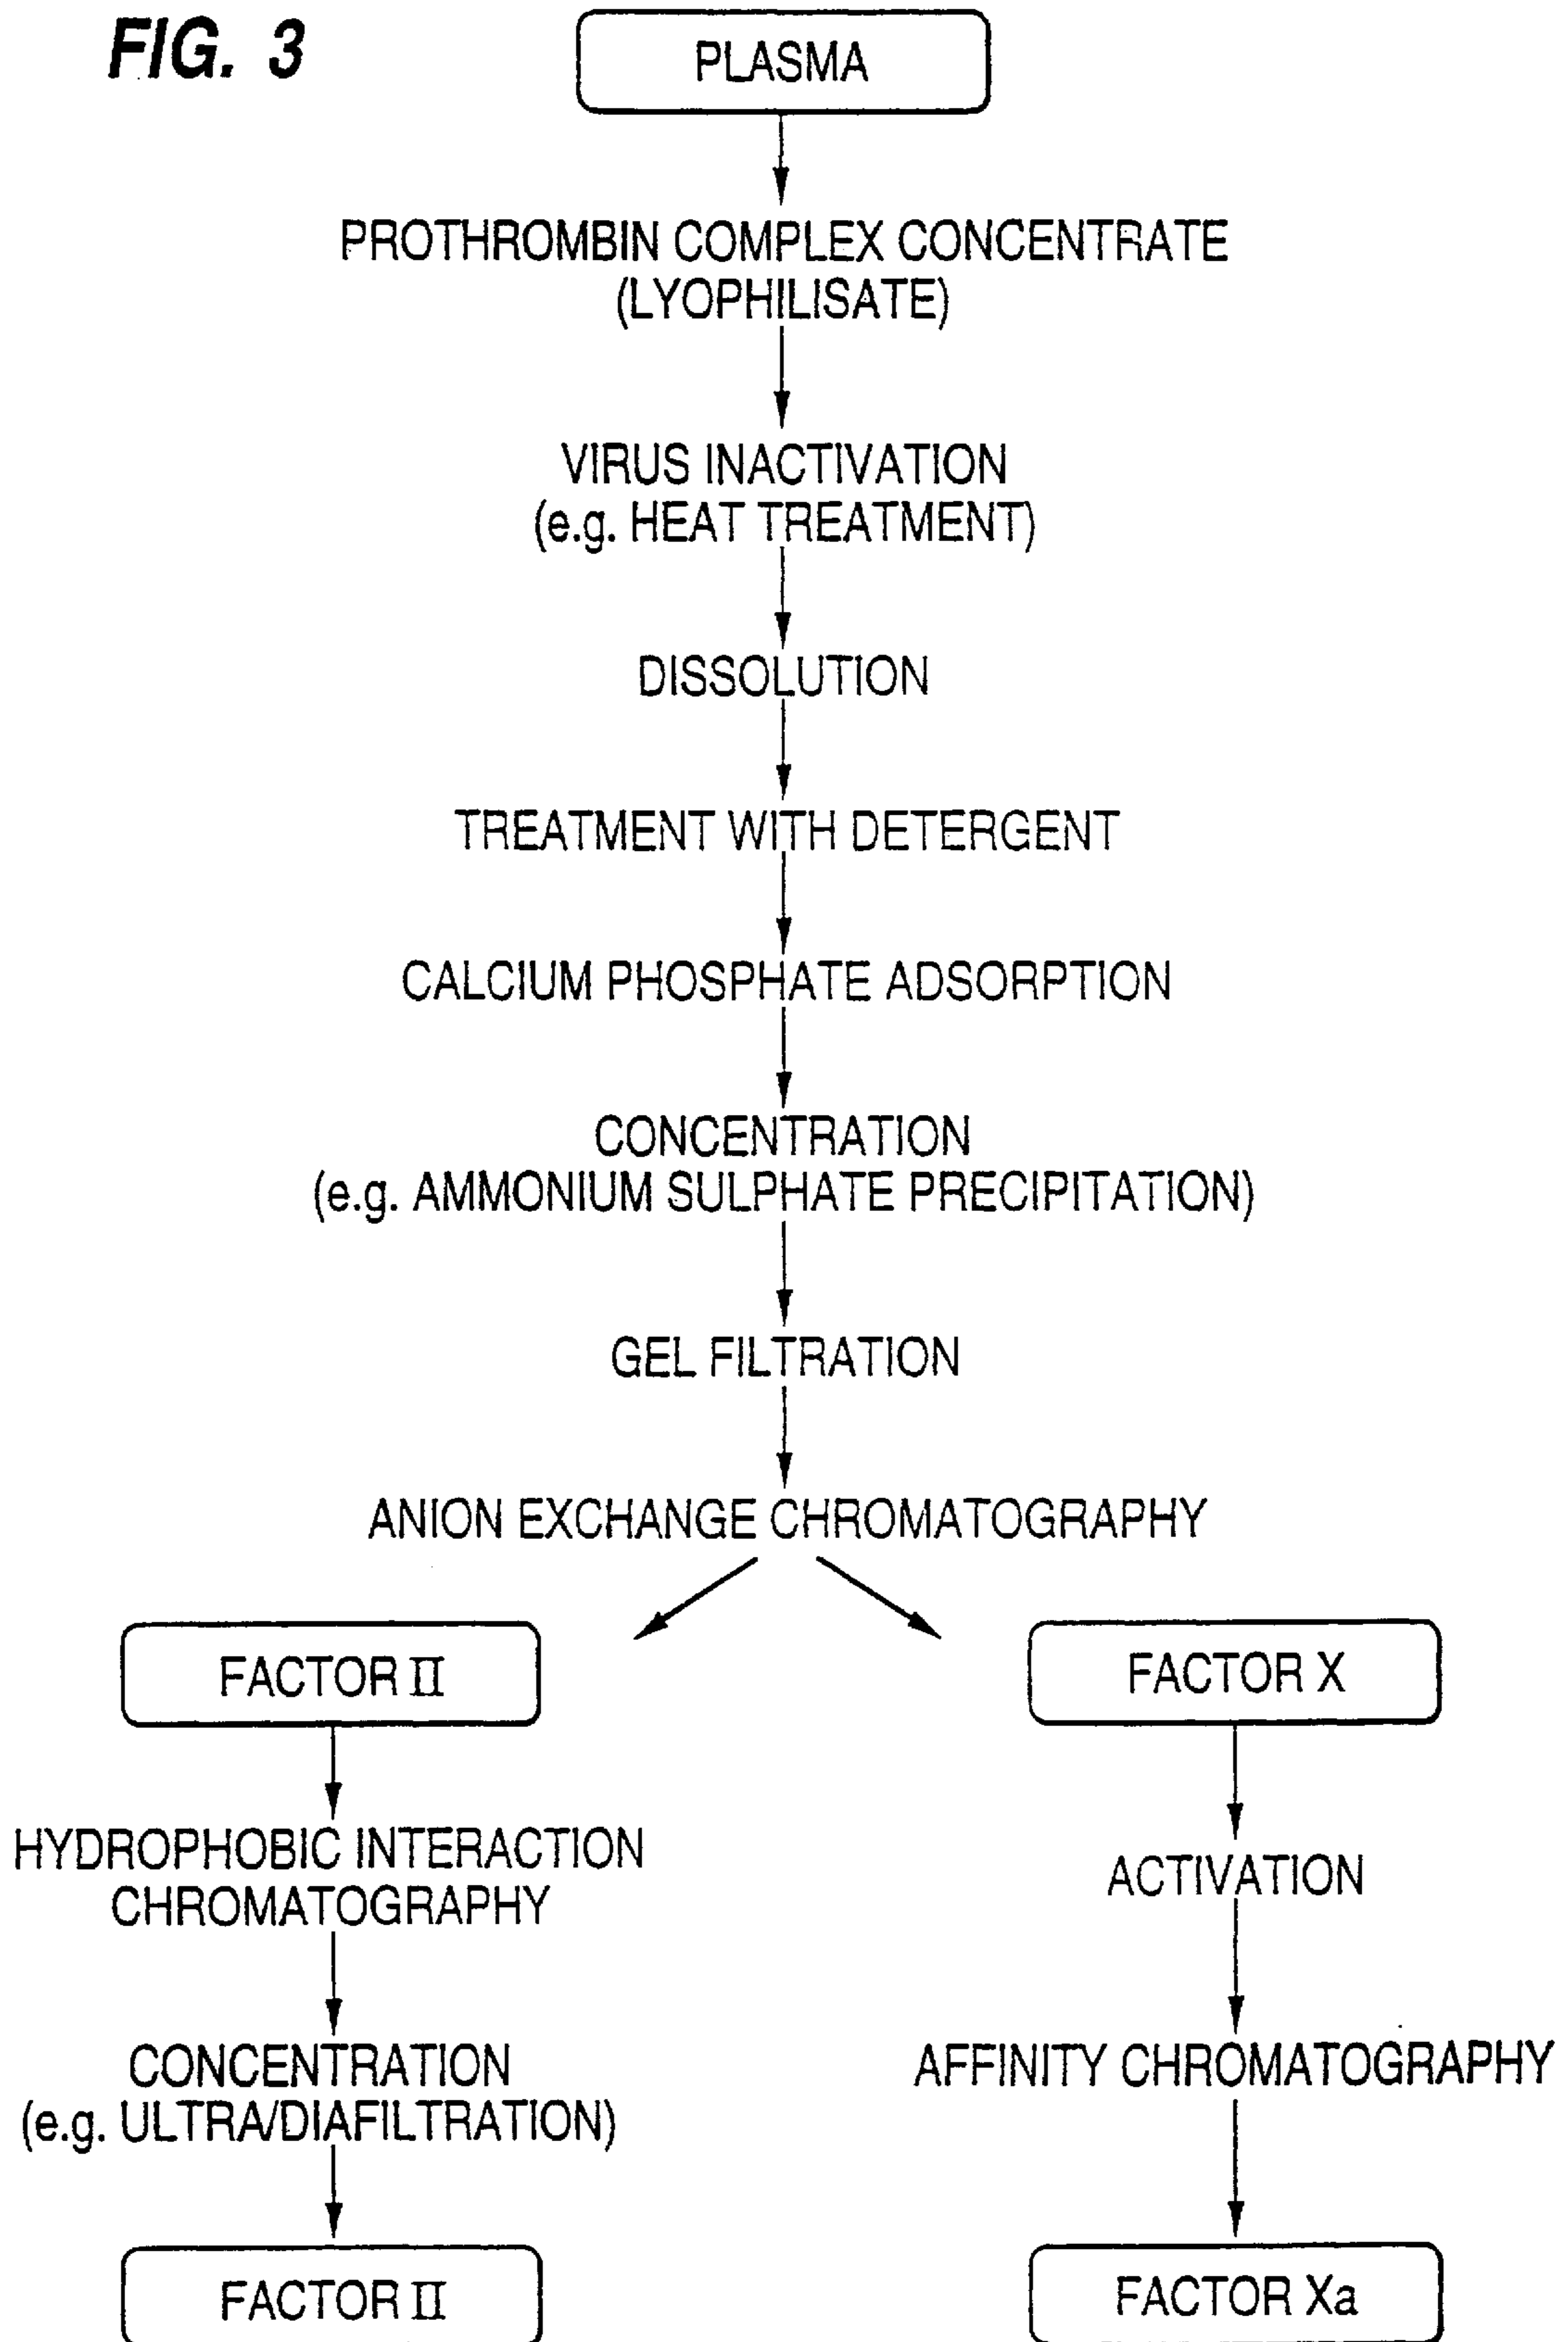 FIG. 3
PLASMA
PROTHROMBIN COMPLEX CONCENTRATE
(LYOPHILISATE)
VIRUS INACTIVATION
(e.g. HEAT TREATMENT)
DISSOLUTION
TREATMENT WITH DETERGENT
CALCIUM PHOSPHATE ADSORPTION
CONCENTRATION
(e.g. AMMONIUM SULPHATE PRECIPITATION)
GEL FILTRATION
ANION EXCHANGE CHROMATOGRAPHY
FACTOR II
HYDROPHOBIC INTERACTION
CHROMATOGRAPHY
CONCENTRATION
(e.g. ULTRA/DIAFILTRATION)
FACTOR II
FACTOR X
ACTIVATION
AFFINITY CHROMATOGRAPHY
FACTOR Xa